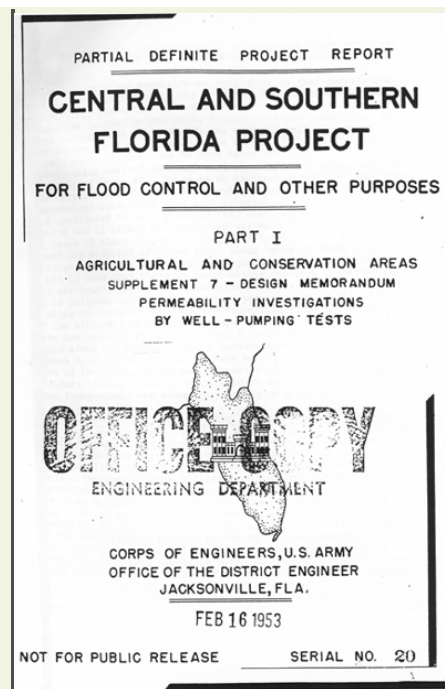 PARTIAL DEFINITE PROJECT REPORT
CENTRAL AND SOUTHERN
FLORIDA PROJECT
FOR FLOOD CONTROL AND OTHER PURPOSES
PART I
AGRICULTURAL AND CONSERVATION AREAS
SUPPLEMENT 7 - DESIGN MEMORANDUM
PERMEABILITY INVESTIGATIONS
BY WELL-PUMPING TESTS
OFFICE COPY
ENGINEERING DEPARTMENT
CORPS OF ENGINEERS, U.S. ARMY
OFFICE OF THE DISTRICT ENGINEER
JACKSONVILLE, FLA.
FEB 16 1953
NOT FOR PUBLIC RELEASE SERIAL NO. 20